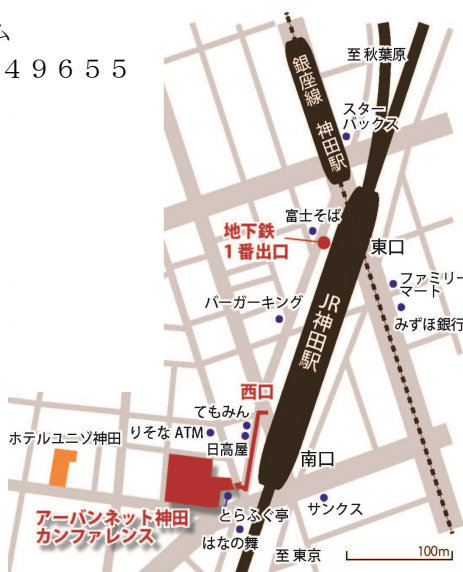 ム
４９６５５
至 秋葉原
銀座線 神田駅
スター
バックス
富士そば
地下鉄
１番出口
東口
ファミリー
マート
バーガーキング
みずほ銀行
JR神田駅
西口
てもみん
りそな ATM
日高屋
ホテルユニゾ神田
南口
アーバンネット神田
カンファレンス
とらふぐ亭
サンクス
はなの舞
至 東京
100m